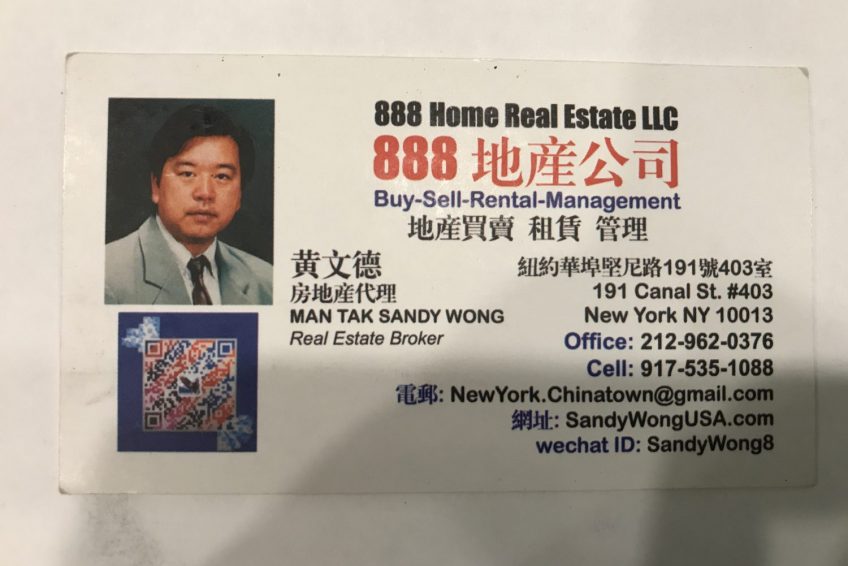 888 Home Real Estate LLC
888 地產公司
Buy-Sell-Rental-Management
地產買賣 租賃 管理
黃文德
房地產代理
MAN TAK SANDY WONG
Real Estate Broker
紐約華埠堅尼路191號403室
191 Canal St. #403
New York NY 10013
Office: 212-962-0376
Cell: 917-535-1088
電郵: NewYork.Chinatown@gmail.com
網址: SandyWongUSA.com
wechat ID: SandyWong8